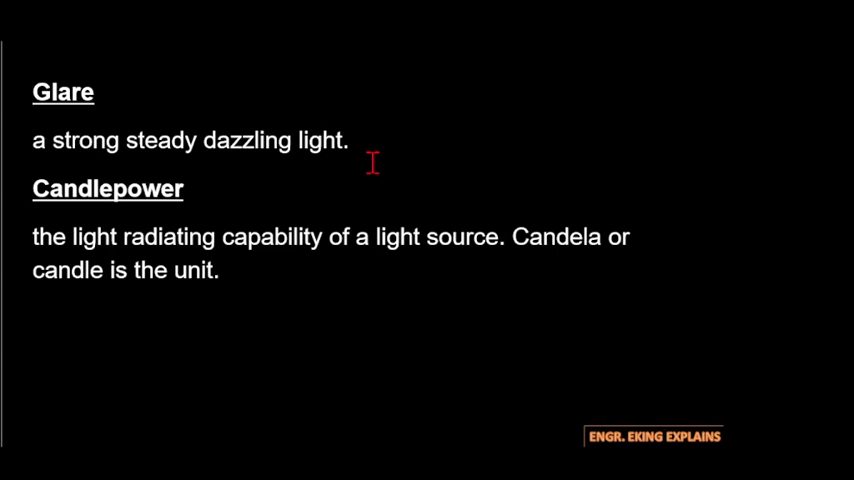 Glare
a strong steady dazzling light.
Candlepower
the light radiating capability of a light source. Candela or
candle is the unit.
ENGR. EKING EXPLAINS